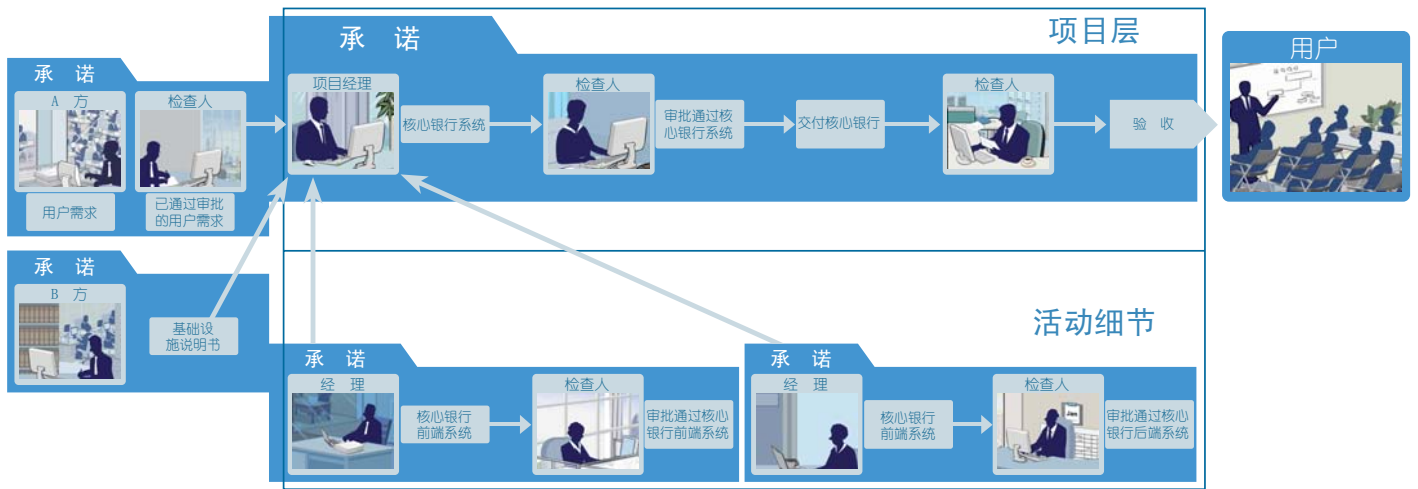 项目层
承 诺
项目经理
核心银行系统
检查人
审批通过核
心银行系统
交付核心银行
检查人
验 收
用户
承 诺
A 方
用户需求
检查人
已通过审批
的用户需求
承 诺
B 方
基础设
施说明书
活动细节
承 诺
经 理
核心银行
前端系统
检查人
审批通过核心
银行前端系统
承 诺
经 理
核心银行
前端系统
检查人
Jan
审批通过核心
银行后端系统